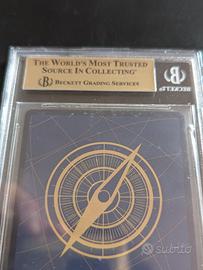 THE WORLD'S MOST TRUSTED
SOURCE IN COLLECTING
BECKETT GRADING SERVICES
subito